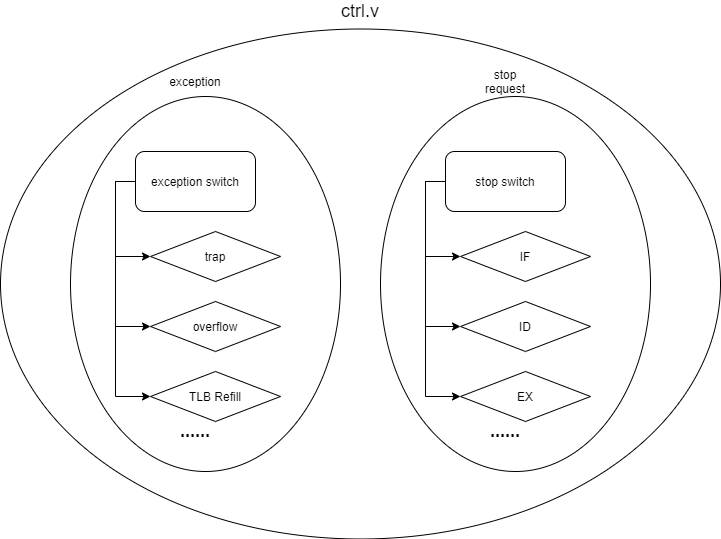 ctrl.v
exception
exception switch
trap
overflow
TLB Refill
......
stop
request
stop switch
IF
ID
EX
......